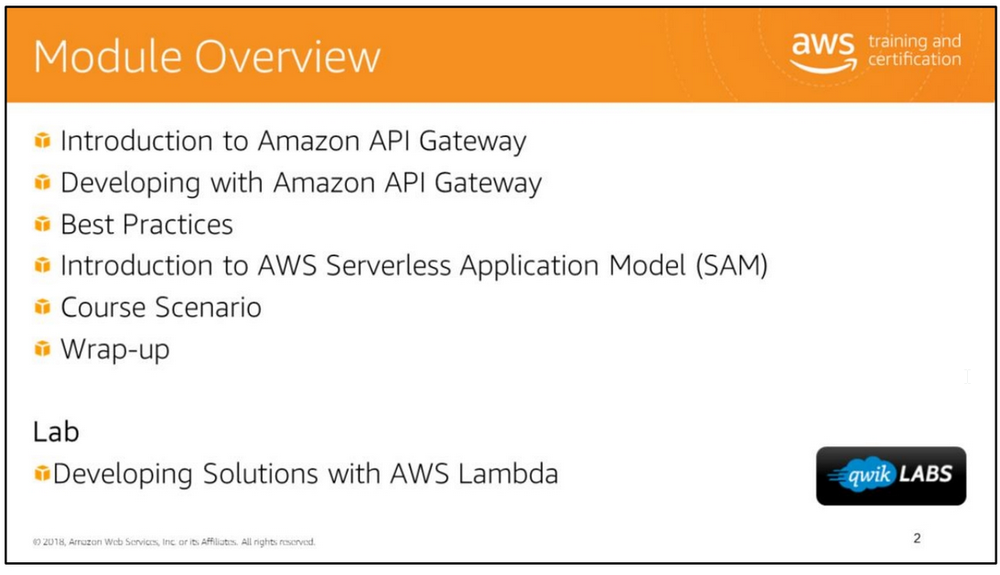 Module Overview
aws training and
certification
Introduction to Amazon API Gateway
Developing with Amazon API Gateway
Best Practices
Introduction to AWS Serverless Application Model (SAM)
Course Scenario
Wrap-up
Lab
Developing Solutions with AWS Lambda
qwik LABS
© 2018, Amazon Web Services, Inc. or its Affiliates. All rights reserved.
2